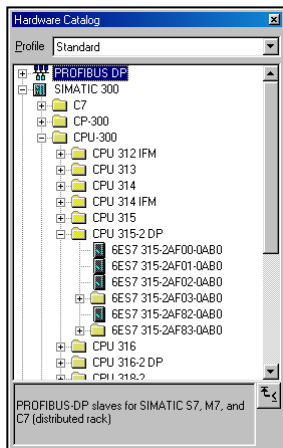 Hardware Catalog
Profile Standard
PROFIBUS DP
SIMATIC 300
C7
CP-300
CPU-300
CPU 312 IFM
CPU 313
CPU 314
CPU 314 IFM
CPU 315
CPU 315-2 DP
6ES7 315-2AF00-0AB0
6ES7 315-2AF01-0AB0
6ES7 315-2AF02-0AB0
6ES7 315-2AF03-0AB0
6ES7 315-2AF82-0AB0
6ES7 315-2AF83-0AB0
CPU 316
CPU 316-2 DP
CPU 318-2
PROFIBUS-DP slaves for SIMATIC S7, M7, and
C7 (distributed rack)